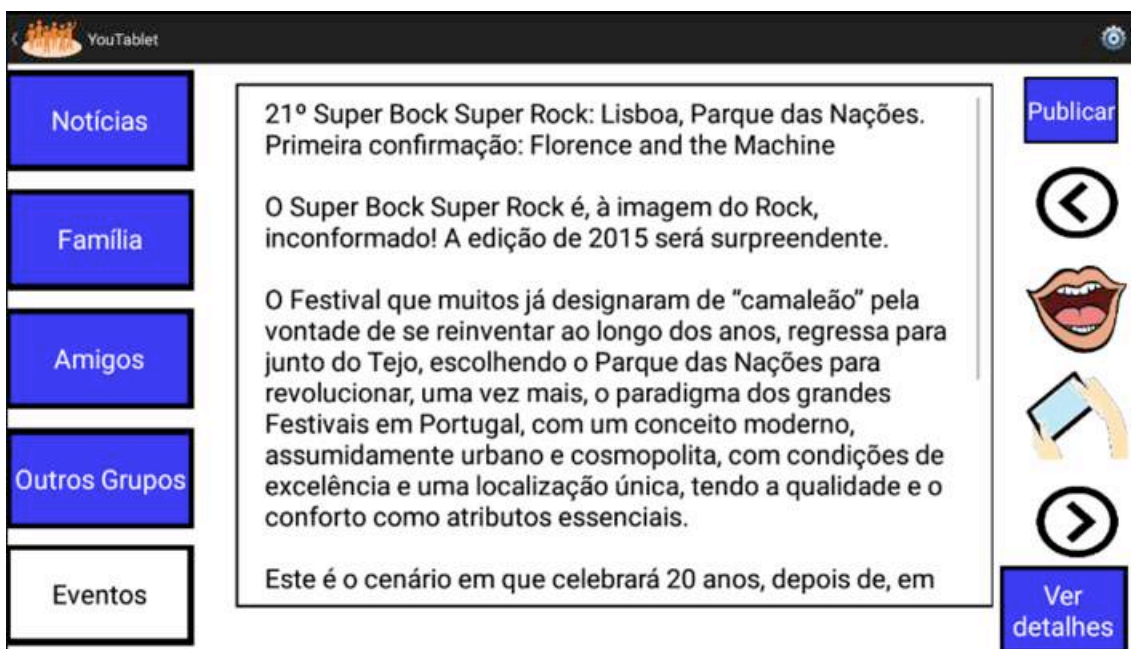 YouTablet
Notícias
Família
Amigos
Outros Grupos
Eventos
21º Super Bock Super Rock: Lisboa, Parque das Nações.
Primeira confirmação: Florence and the Machine
O Super Bock Super Rock é, à imagem do Rock,
inconformado! A edição de 2015 será surpreendente.
O Festival que muitos já designaram de “camaleão” pela
vontade de se reinventar ao longo dos anos, regressa para
junto do Tejo, escolhendo o Parque das Nações para
revolucionar, uma vez mais, o paradigma dos grandes
Festivais em Portugal, com um conceito moderno,
assumidamente urbano e cosmopolita, com condições de
excelência e uma localização única, tendo a qualidade e o
conforto como atributos essenciais.
Este é o cenário em que celebrará 20 anos, depois de, em
Publicar
Ver
detalhes